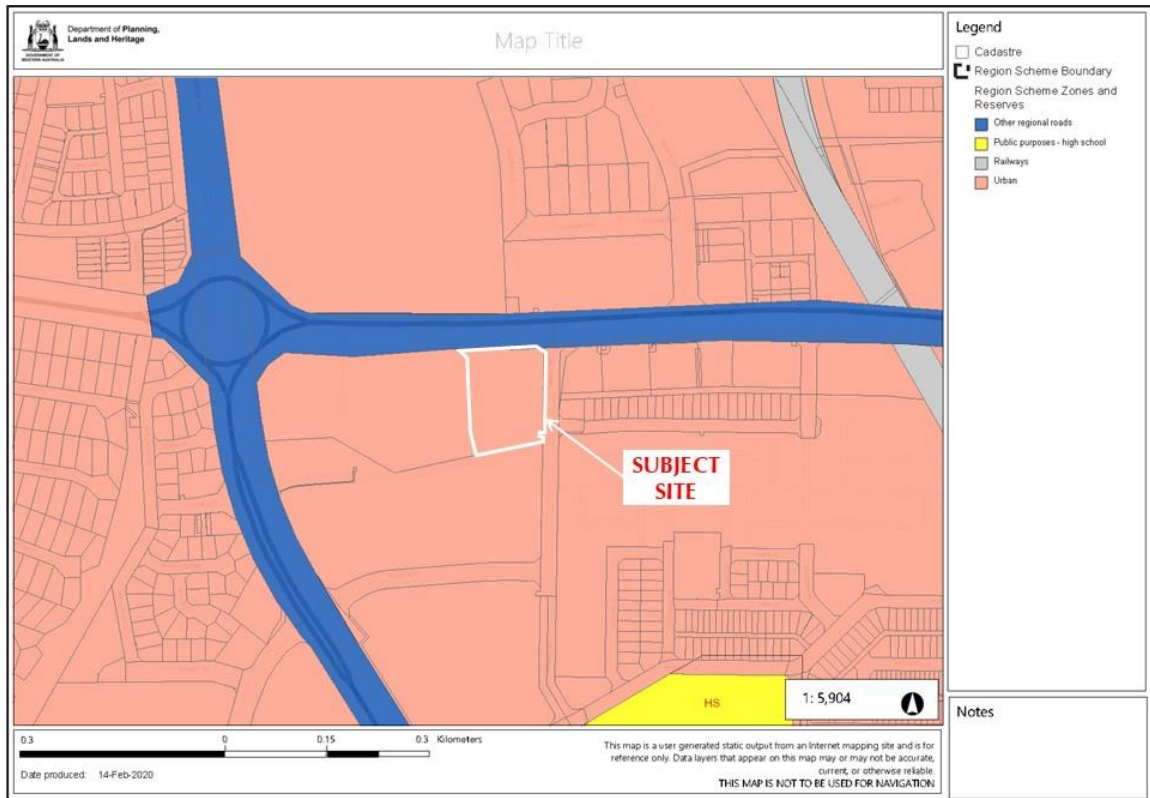 Department of Planning,
Lands and Heritage
GOVERNMENT OF
WESTERN AUSTRALIA
Map Title
Legend
Cadastre
Region Scheme Boundary
Region Scheme Zones and
Reserves
Other regional roads
Public purposes - high school
Railways
Urban
SUBJECT
SITE
HS
1: 5,904
Notes
0.3 0 0.15 0.3 Kilometers
Date produced: 14-Feb-2020
This map is a user generated static output from an Internet mapping site and is for
reference only. Data layers that appear on this map may or may not be accurate,
current, or otherwise reliable.
THIS MAP IS NOT TO BE USED FOR NAVIGATION